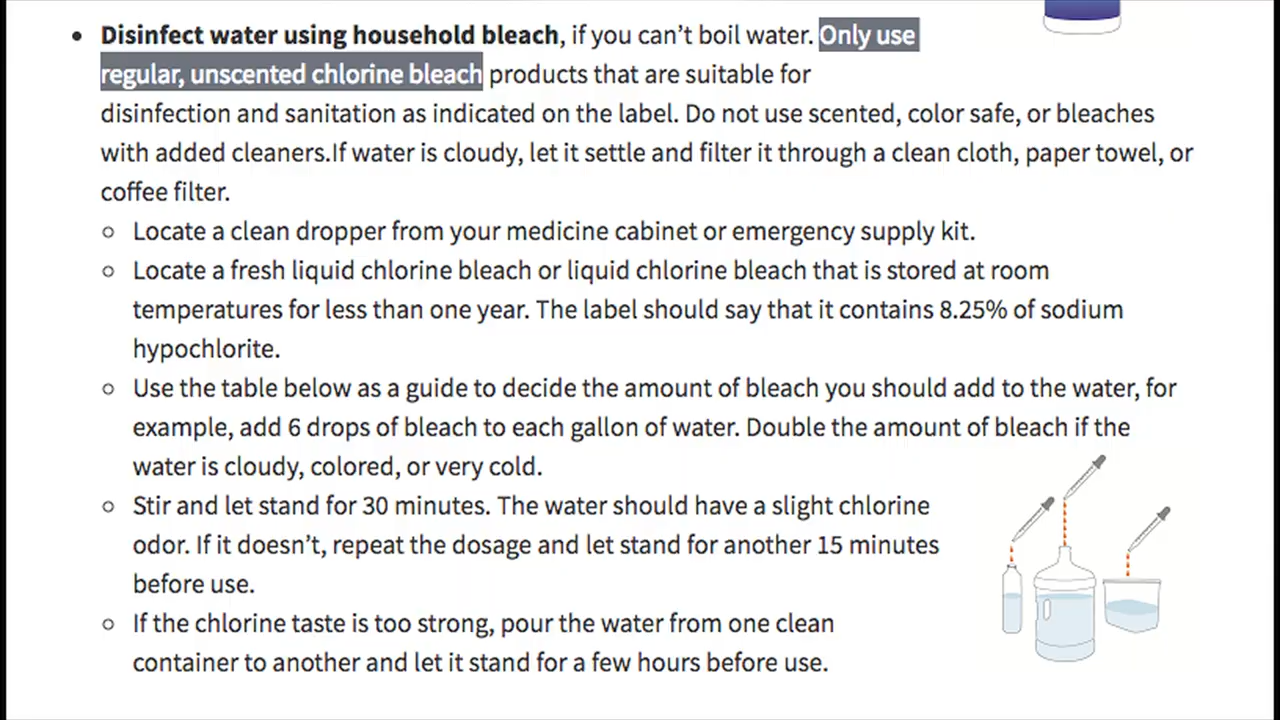 Disinfect water using household bleach, if you can’t boil water. Only use
regular, unscented chlorine bleach products that are suitable for
disinfection and sanitation as indicated on the label. Do not use scented, color safe, or bleaches
with added cleaners.If water is cloudy, let it settle and filter it through a clean cloth, paper towel, or
coffee filter.
Locate a clean dropper from your medicine cabinet or emergency supply kit.
Locate a fresh liquid chlorine bleach or liquid chlorine bleach that is stored at room
temperatures for less than one year. The label should say that it contains 8.25% of sodium
hypochlorite.
Use the table below as a guide to decide the amount of bleach you should add to the water, for
example, add 6 drops of bleach to each gallon of water. Double the amount of bleach if the
water is cloudy, colored, or very cold.
Stir and let stand for 30 minutes. The water should have a slight chlorine
odor. If it doesn’t, repeat the dosage and let stand for another 15 minutes
before use.
If the chlorine taste is too strong, pour the water from one clean
container to another and let it stand for a few hours before use.